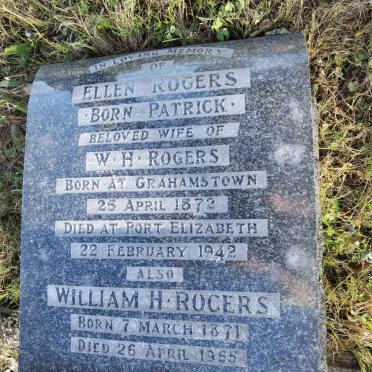 IN LOVING MEMORY
OF
ELLEN ROGERS
· BORN PATRICK ·
BELOVED WIFE OF
W·H·ROGERS
BORN AT GRAHAMSTOWN
25 APRIL 1872
DIED AT PORT ELIZABETH
22 FEBRUARY 1942
ALSO
WILLIAM H·ROGERS
BORN 7 MARCH 1871
DIED 26 APRIL 1955